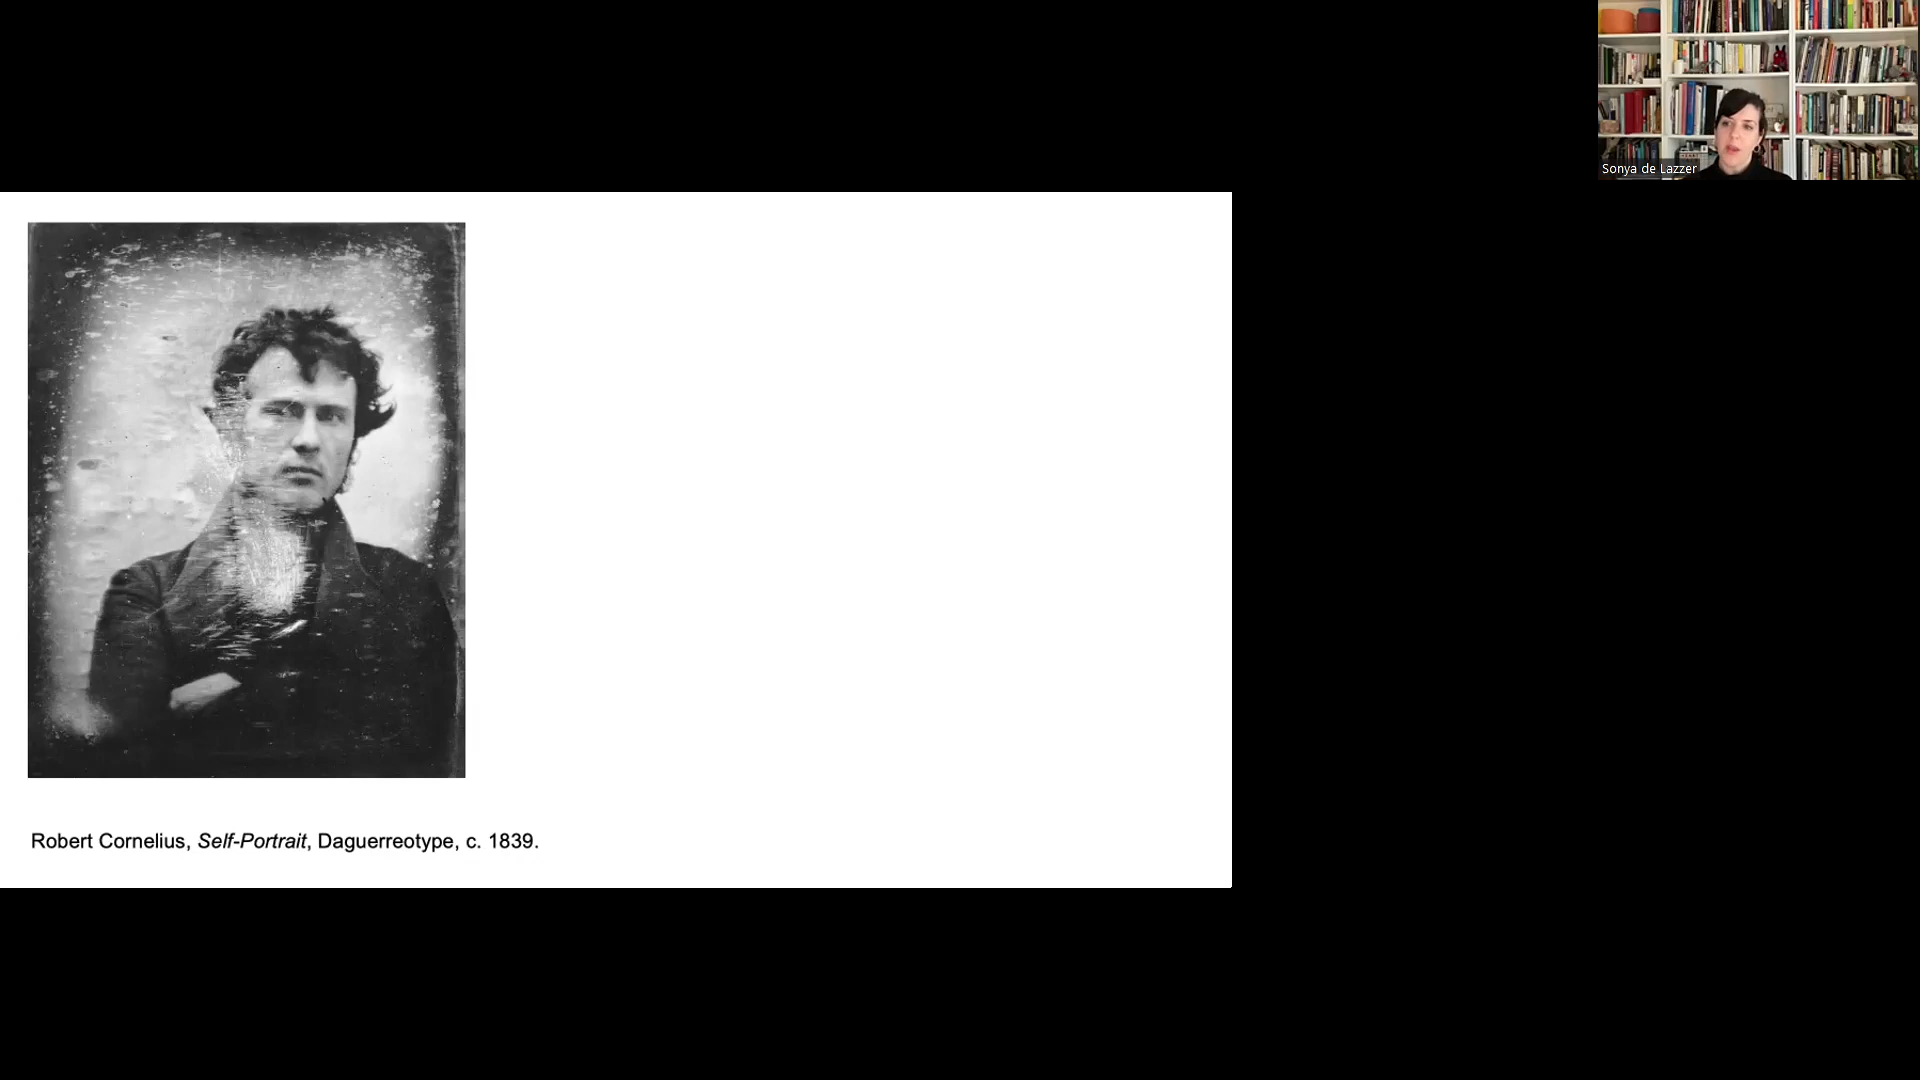 Sonya de Lazzer
Robert Cornelius, Self-Portrait, Daguerreotype, c. 1839.